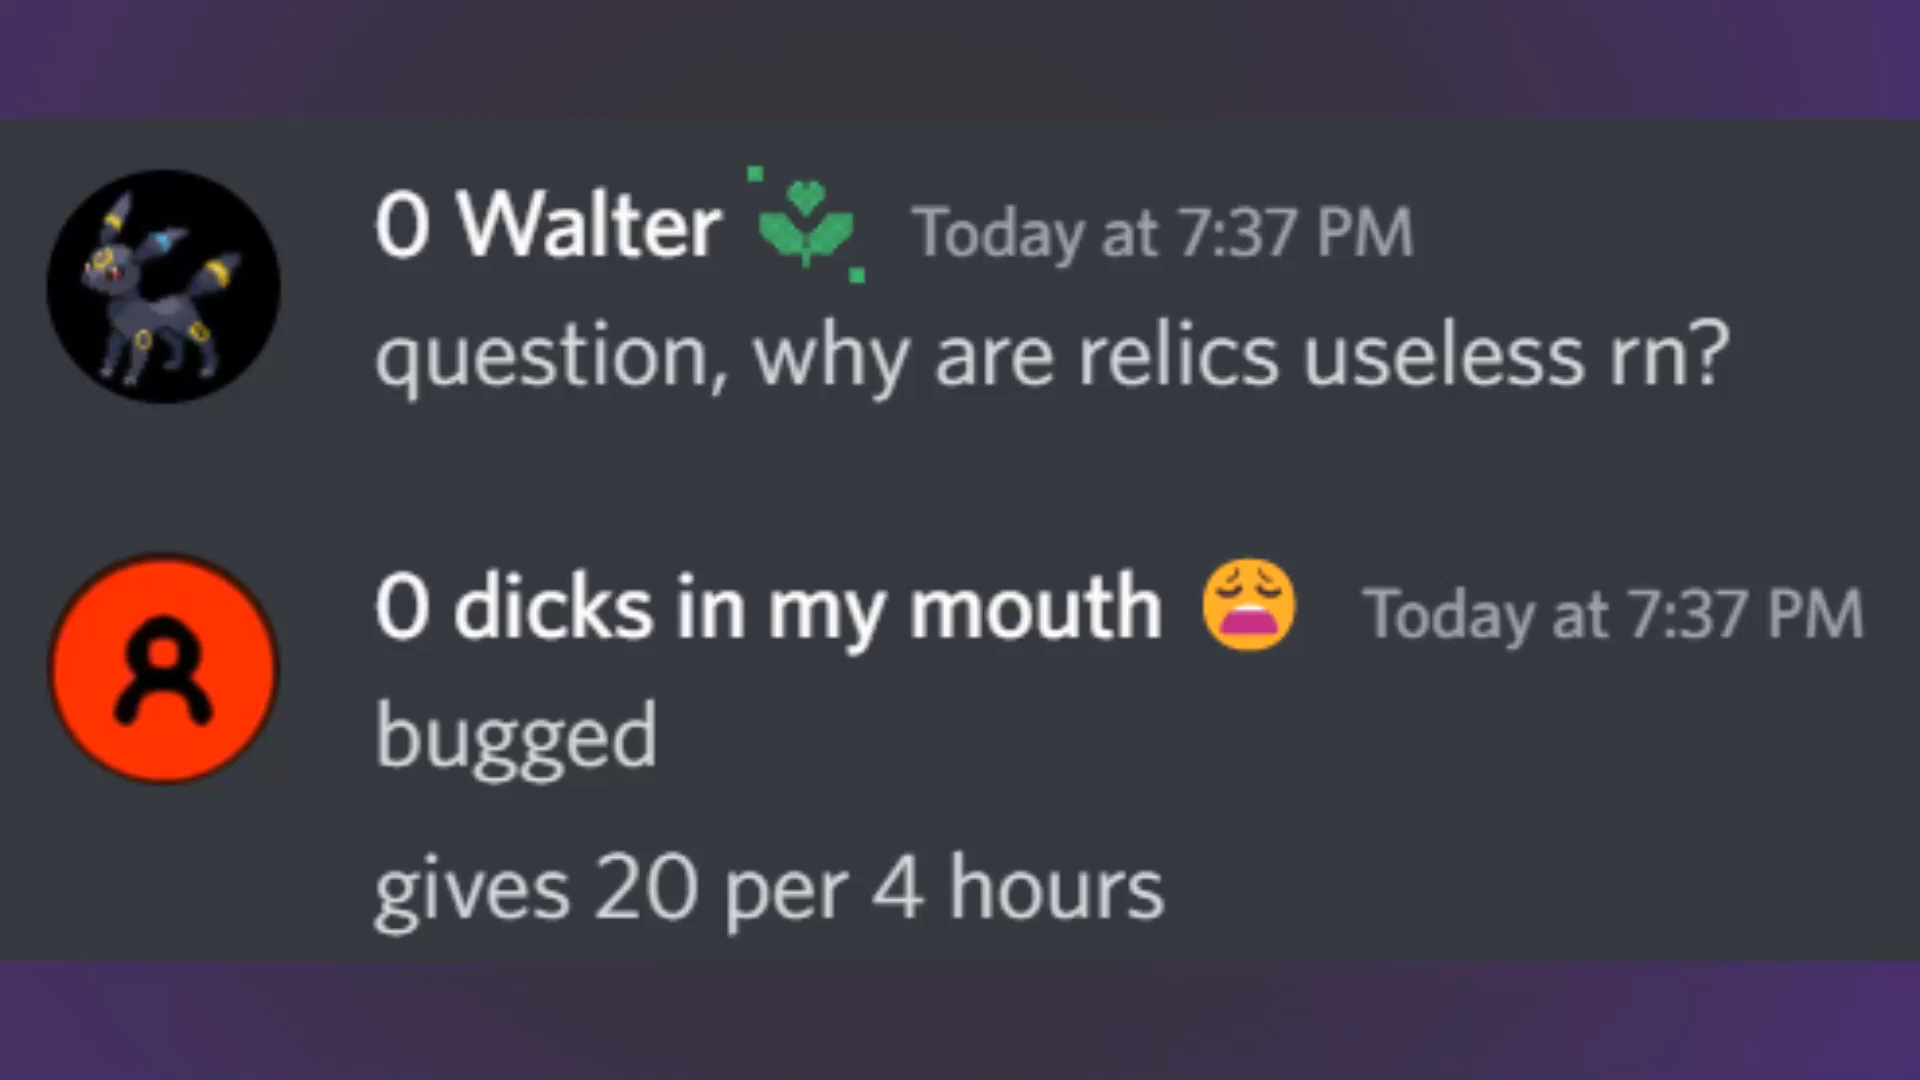 0 Walter Today at 7:37 PM
question, why are relics useless rn?
0 dicks in my mouth 😩 Today at 7:37 PM
bugged
gives 20 per 4 hours